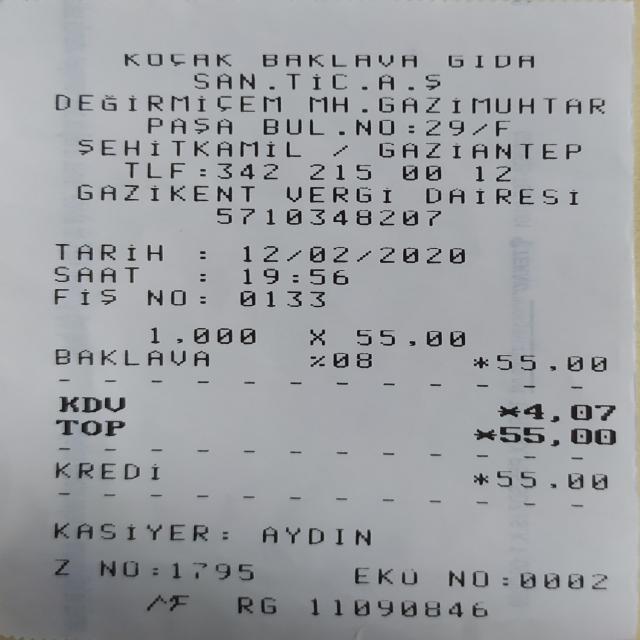 KOÇAK BAKLAVA GIDA
SAN.TİC.A.Ş
DEĞİRMİÇEM MH.GAZİMUHTAR
PAŞA BUL.NO:29/F
ŞEHİTKAMİL / GAZİANTEP
TLF:342 215 00 12
GAZİKENT VERGİ DAİRESİ
5710348207
TARİH : 12/02/2020
SAAT : 19:56
FİŞ NO: 0133
1,000 X 55.00
BAKLAVA %08 *55,00
KDV *4,07
TOP *55,00
KREDİ *55.00
KASİYER: AYDIN
Z NO:1795 EKÜ NO:0002
MF RG 11090846